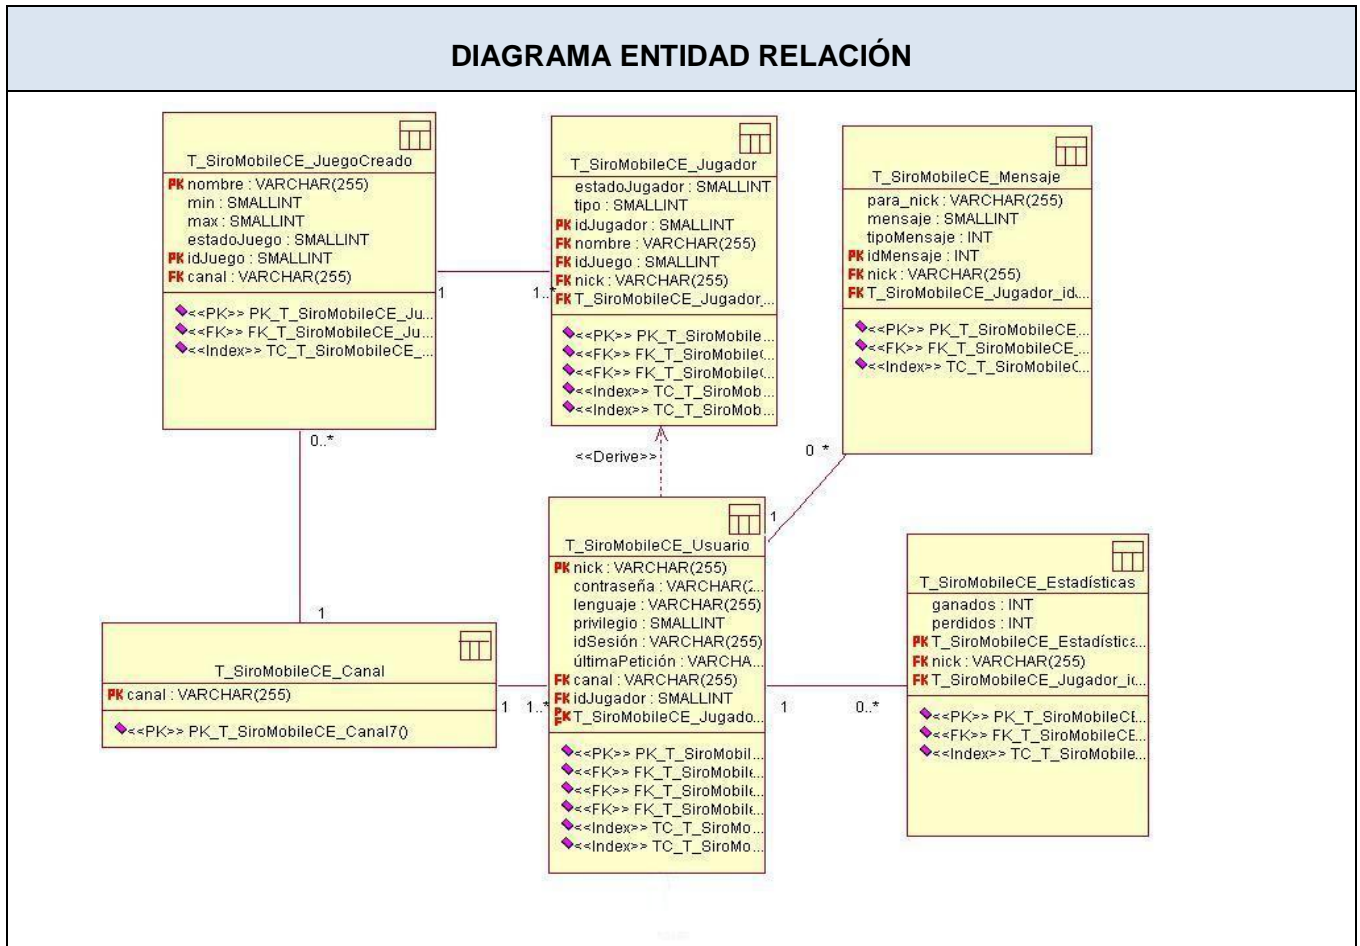 DIAGRAMA ENTIDAD RELACIÓN
T_SiroMobileCE_JuegoCreado
PK nombre : VARCHAR(255)
min : SMALLINT
max : SMALLINT
estadoJuego : SMALLINT
PK idJuego : SMALLINT
FK canal : VARCHAR(255)
<<PK>> PK_T_SiroMobileCE_Ju...
<<FK>> FK_T_SiroMobileCE_Ju...
<<Index>> TC_T_SiroMobileCE_...
1
1..*
T_SiroMobileCE_Jugador
estadoJugador : SMALLINT
tipo : SMALLINT
PK idJugador : SMALLINT
FK nombre : VARCHAR(255)
FK idJuego : SMALLINT
FK nick : VARCHAR(255)
FK T_SiroMobileCE_Jugador_...
<<PK>> PK_T_SiroMobile...
<<FK>> FK_T_SiroMobile(...
<<FK>> FK_T_SiroMobile(...
<<Index>> TC_T_SiroMob...
<<Index>> TC_T_SiroMob...
T_SiroMobileCE_Mensaje
para_nick : VARCHAR(255)
mensaje : SMALLINT
tipoMensaje : INT
PK idMensaje : INT
FK nick : VARCHAR(255)
FK T_SiroMobileCE_Jugador_id...
<<PK>> PK_T_SiroMobileCE...
<<FK>> FK_T_SiroMobileCE_...
<<Index>> TC_T_SiroMobile(...
0..*
<<Derive>>
0 *
1
T_SiroMobileCE_Usuario
PK nick : VARCHAR(255)
contraseña : VARCHAR(2...
lenguaje : VARCHAR(255)
privilegio : SMALLINT
idSesión : VARCHAR(255)
últimaPetición : VARCHA...
FK canal : VARCHAR(255)
FK idJugador : SMALLINT
PFK T_SiroMobileCE_Jugado...
<<PK>> PK_T_SiroMobil...
<<FK>> FK_T_SiroMobile...
<<FK>> FK_T_SiroMobile...
<<FK>> FK_T_SiroMobile...
<<Index>> TC_T_SiroMo...
<<Index>> TC_T_SiroMo...
T_SiroMobileCE_Estadísticas
ganados : INT
perdidos : INT
PK T_SiroMobileCE_Estadística...
FK nick : VARCHAR(255)
FK T_SiroMobileCE_Jugador_ic...
<<PK>> PK_T_SiroMobileCE...
<<FK>> FK_T_SiroMobileCE...
<<Index>> TC_T_SiroMobile...
1
T_SiroMobileCE_Canal
PK canal : VARCHAR(255)
<<PK>> PK_T_SiroMobileCE_Canal7()
1
1..*
1
0..*